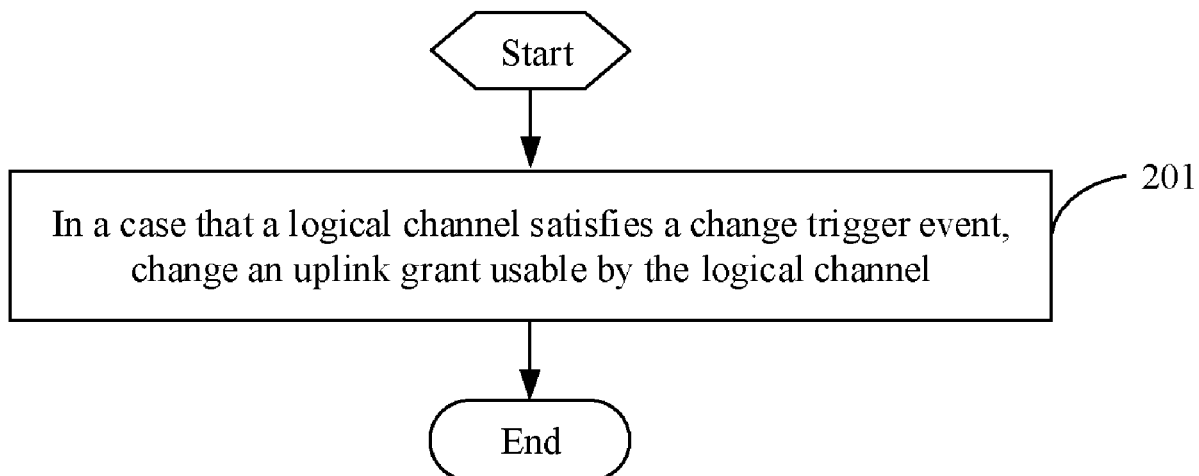 Start
In a case that a logical channel satisfies a change trigger event,
change an uplink grant usable by the logical channel
201
End